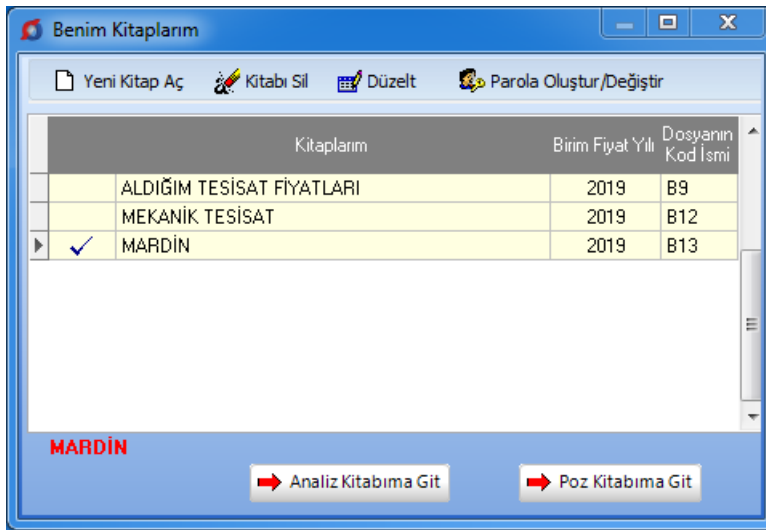 Benim Kitaplarım
Yeni Kitap Aç Kitabı Sil Düzelt Parola Oluştur/Değiştir
Kitaplarım Birim Fiyat Yılı Dosyanın Kod İsmi
ALDIĞIM TESİSAT FİYATLARI 2019 B9
MEKANİK TESİSAT 2019 B12
MARDİN 2019 B13
MARDİN
Analiz Kitabıma Git Poz Kitabıma Git